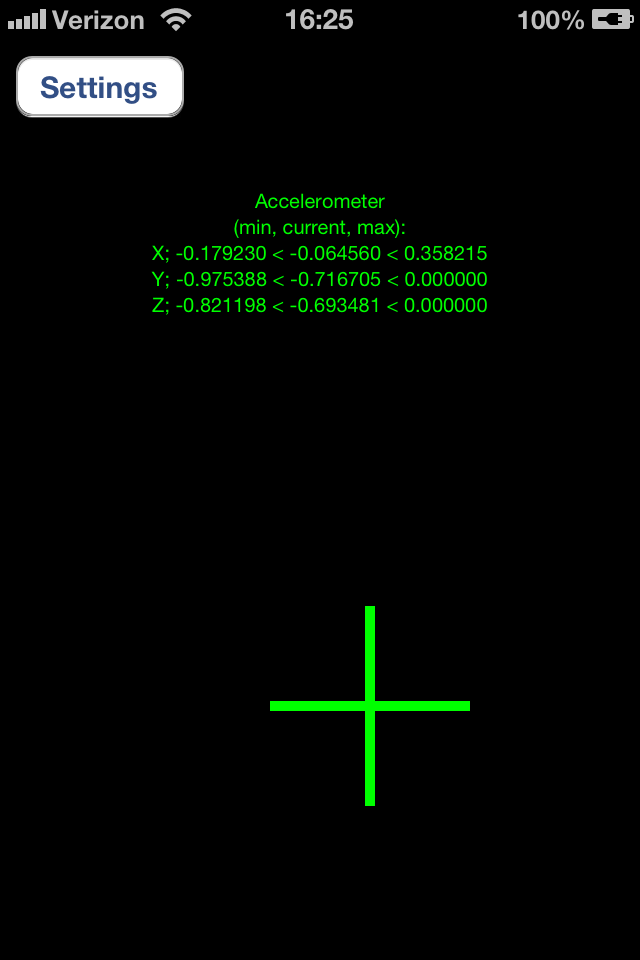 Verizon 16:25 100%
Settings
Accelerometer
(min, current, max):
X; -0.179230 < -0.064560 < 0.358215
Y; -0.975388 < -0.716705 < 0.000000
Z; -0.821198 < -0.693481 < 0.000000